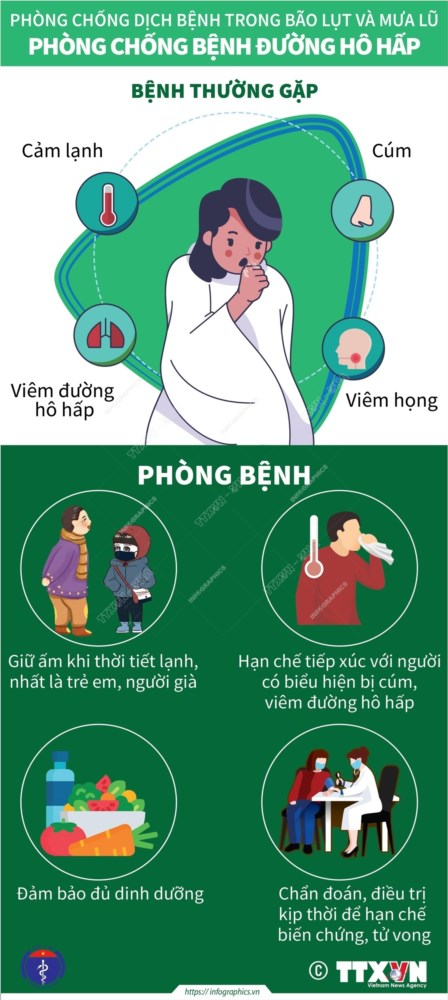 PHÒNG CHỐNG DỊCH BỆNH TRONG BÃO LỤT VÀ MƯA LŨ
PHÒNG CHỐNG BỆNH ĐƯỜNG HÔ HẤP
BỆNH THƯỜNG GẶP
Cảm lạnh
Cúm
Viêm đường
hô hấp
Viêm họng
PHÒNG BỆNH
Giữ ấm khi thời tiết lạnh,
nhất là trẻ em, người già
Hạn chế tiếp xúc với người
có biểu hiện bị cúm,
viêm đường hô hấp
Đảm bảo đủ dinh dưỡng
Chẩn đoán, điều trị
kịp thời để hạn chế
biến chứng, tử vong
https://infographics.vn
© TTXVN
Vietnam News Agency